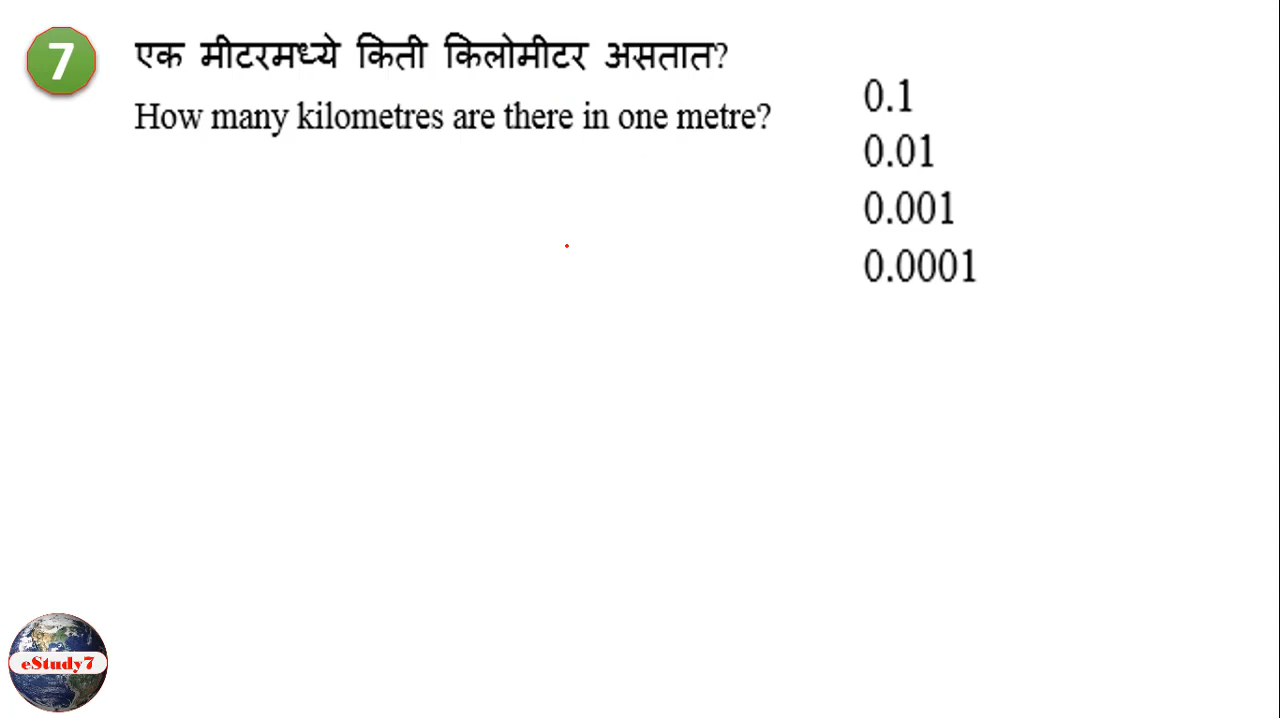 7
एक मीटरमध्ये किती किलोमीटर असतात?
How many kilometres are there in one metre?
0.1
0.01
0.001
0.0001
eStudy7